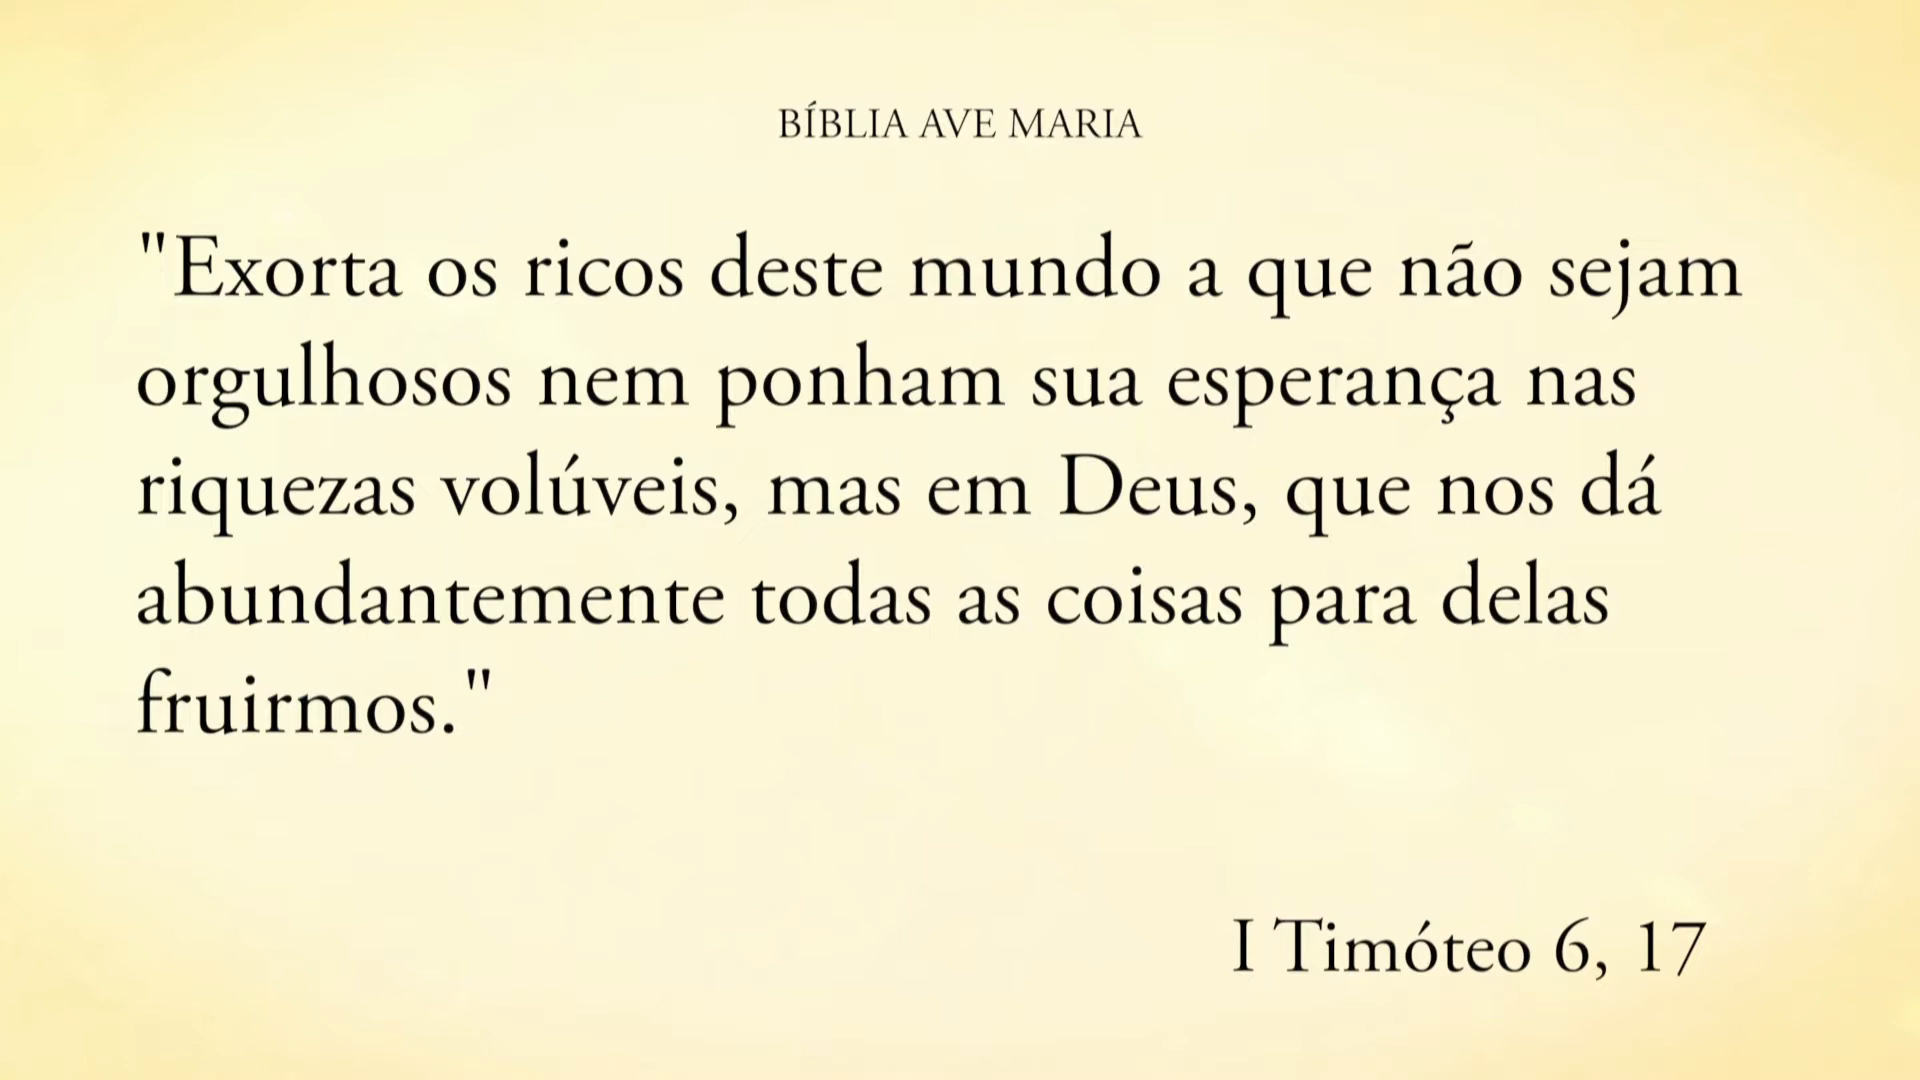 BÍBLIA AVE MARIA
"Exorta os ricos deste mundo a que não sejam
orgulhosos nem ponham sua esperança nas
riquezas volúveis, mas em Deus, que nos dá
abundantemente todas as coisas para delas
fruirmos."
I Timóteo 6, 17